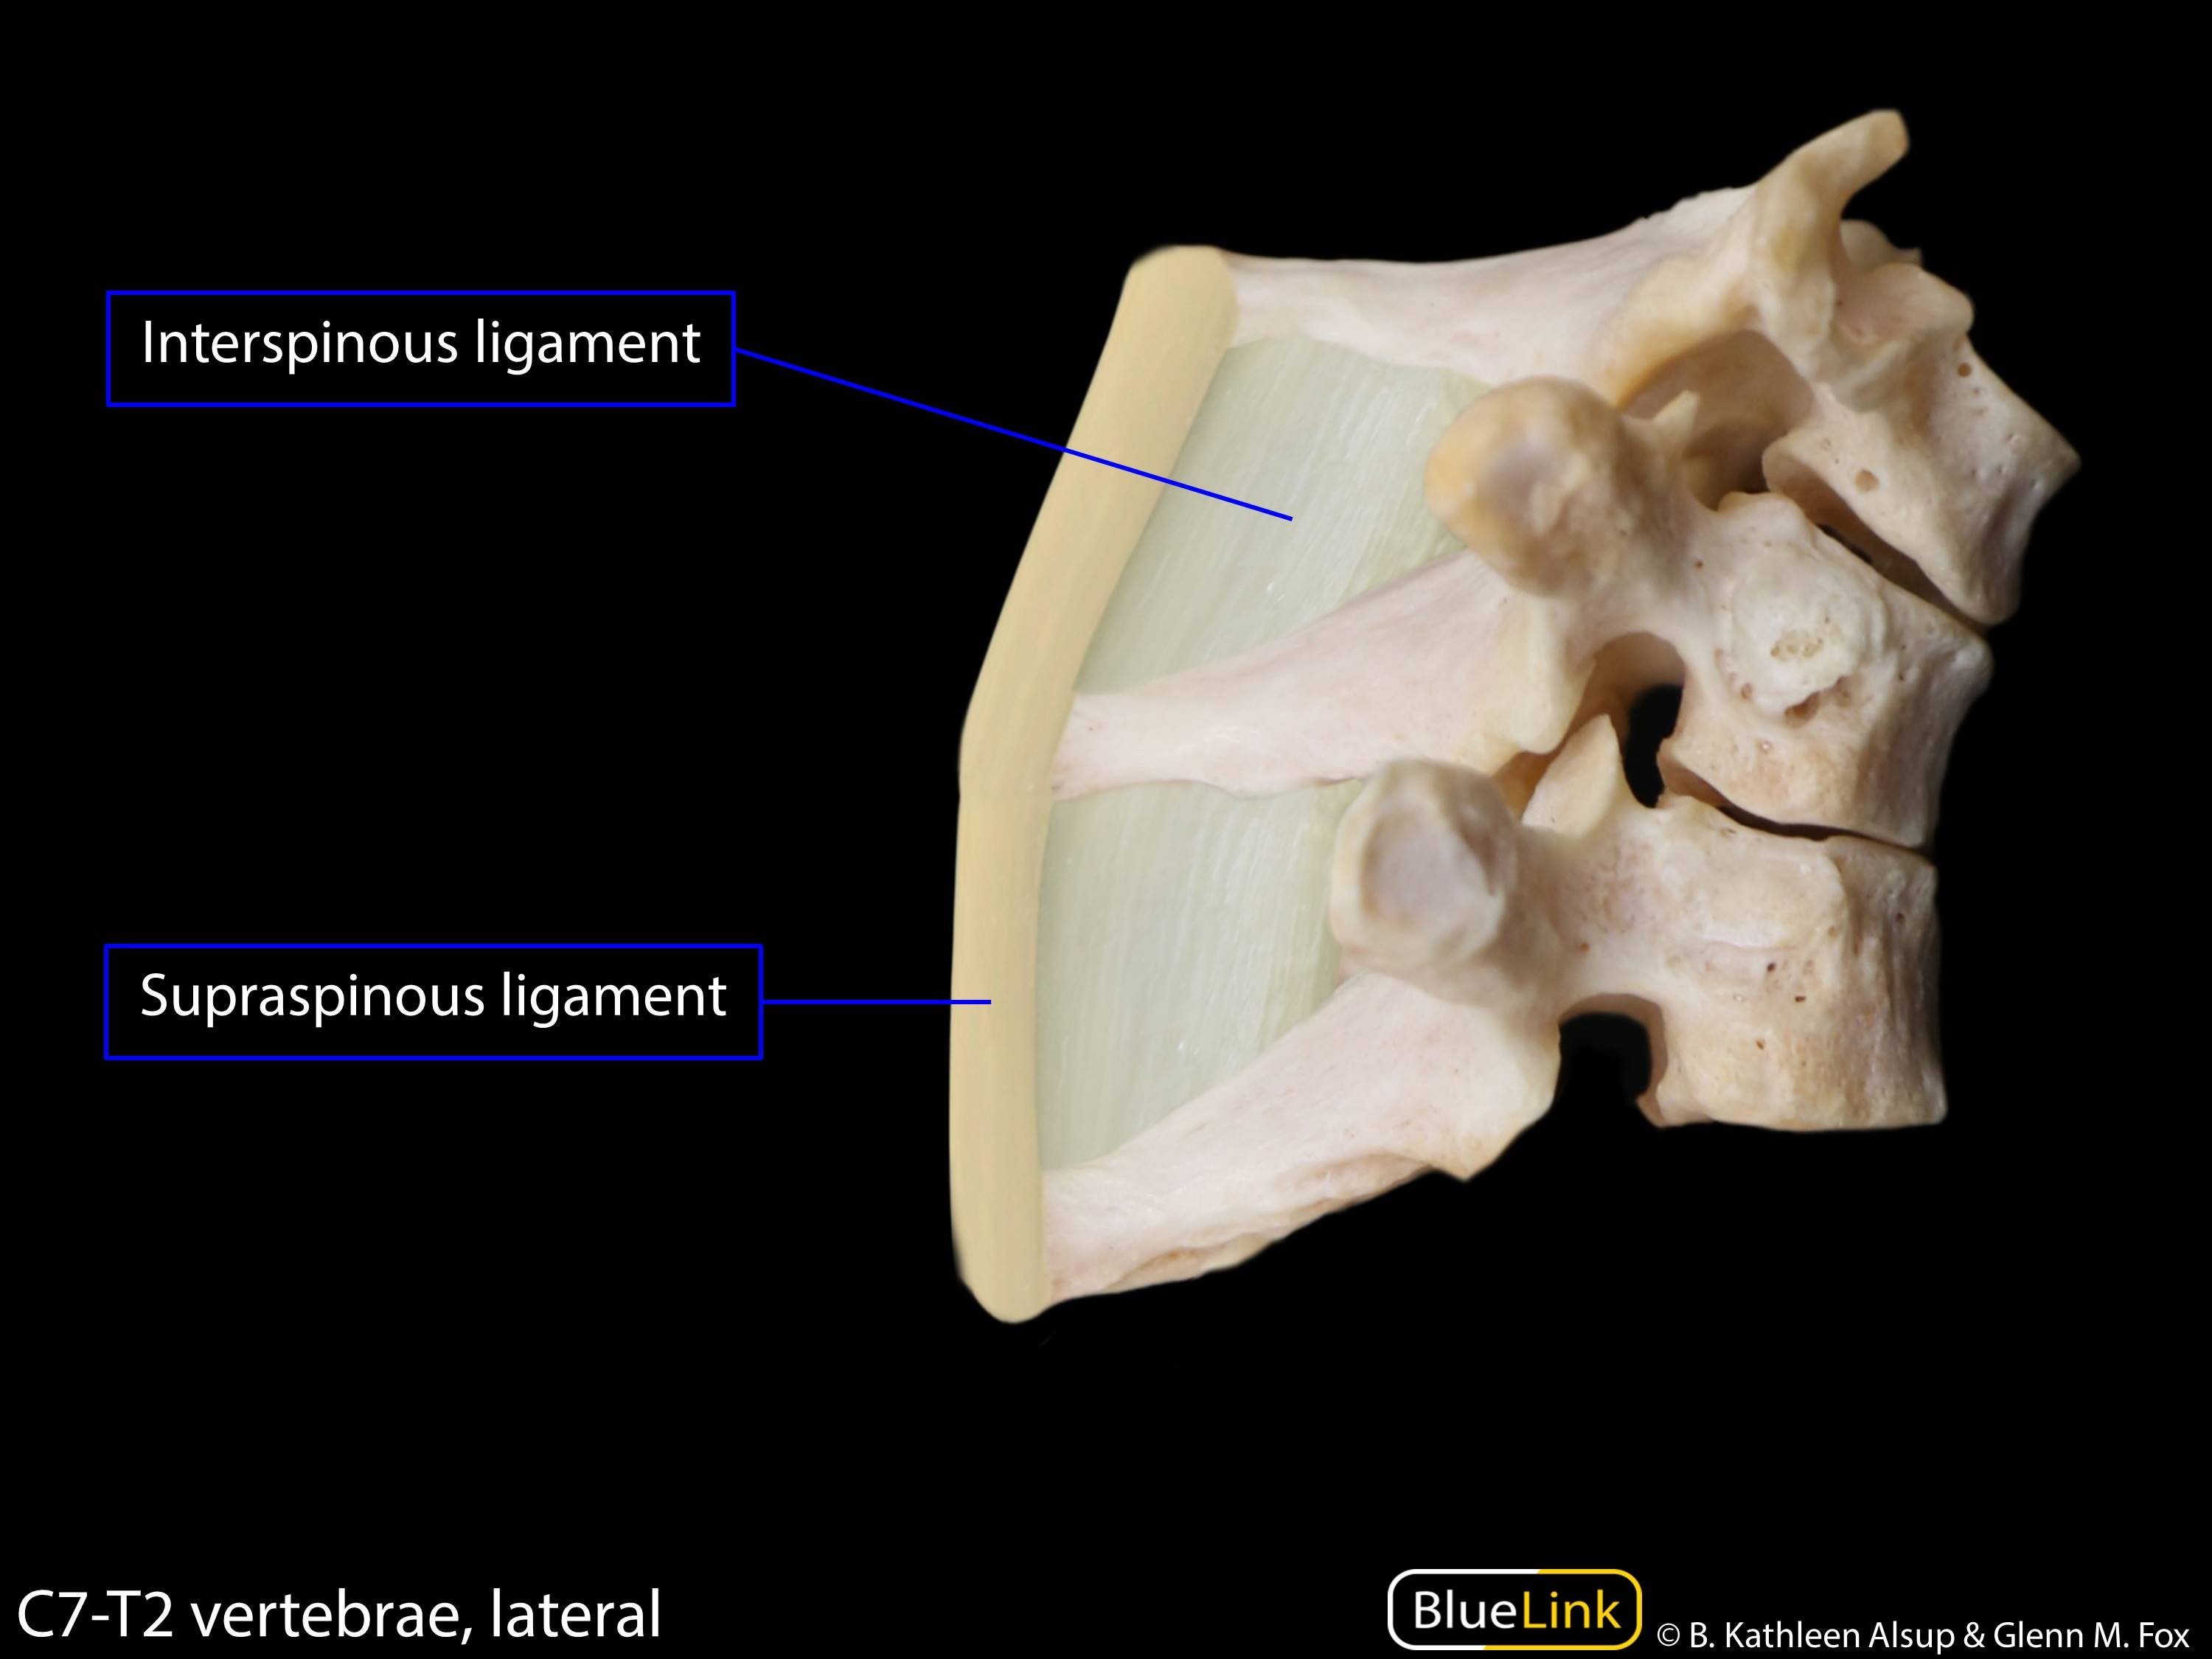 Interspinous ligament
Supraspinous ligament
C7-T2 vertebrae, lateral
BlueLink
© B. Kathleen Alsup & Glenn M. Fox